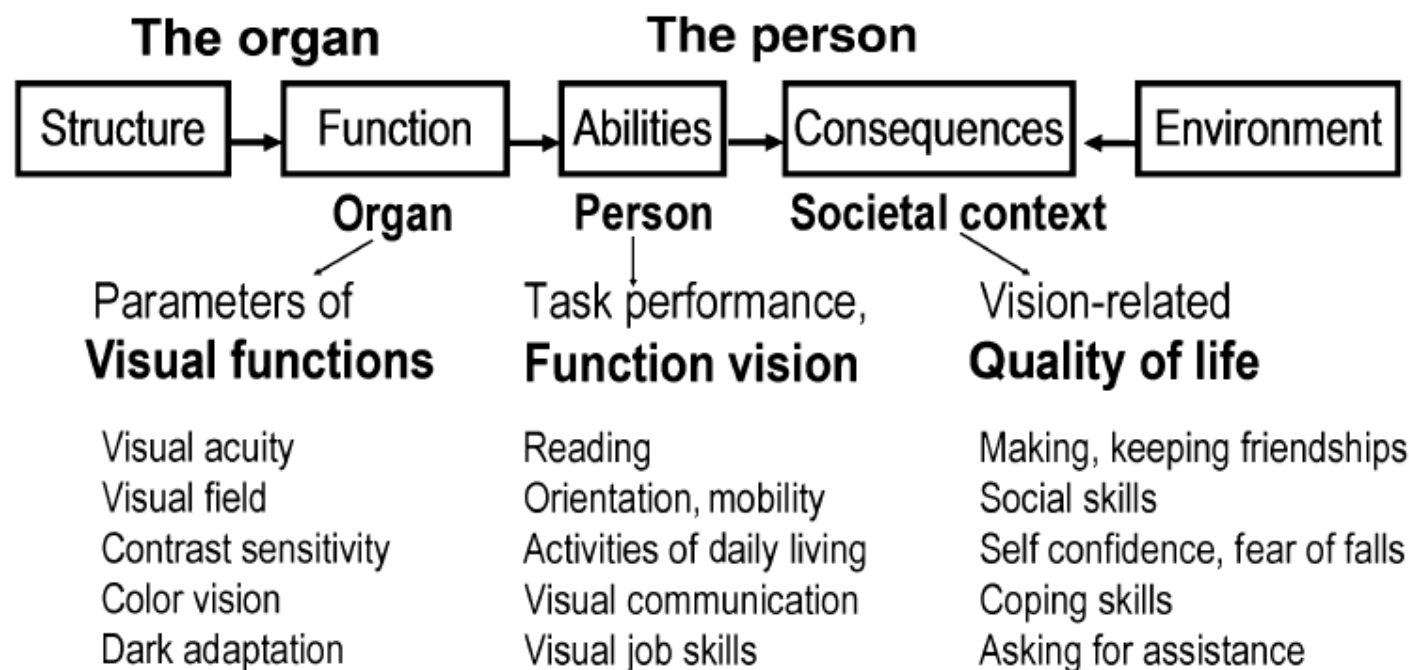 The organ
The person
Structure
Function
Abilities
Consequences
Environment
Organ
Person
Societal context
Parameters of
Visual functions
Visual acuity
Visual field
Contrast sensitivity
Color vision
Dark adaptation
Task performance,
Function vision
Reading
Orientation, mobility
Activities of daily living
Visual communication
Visual job skills
Vision-related
Quality of life
Making, keeping friendships
Social skills
Self confidence, fear of falls
Coping skills
Asking for assistance